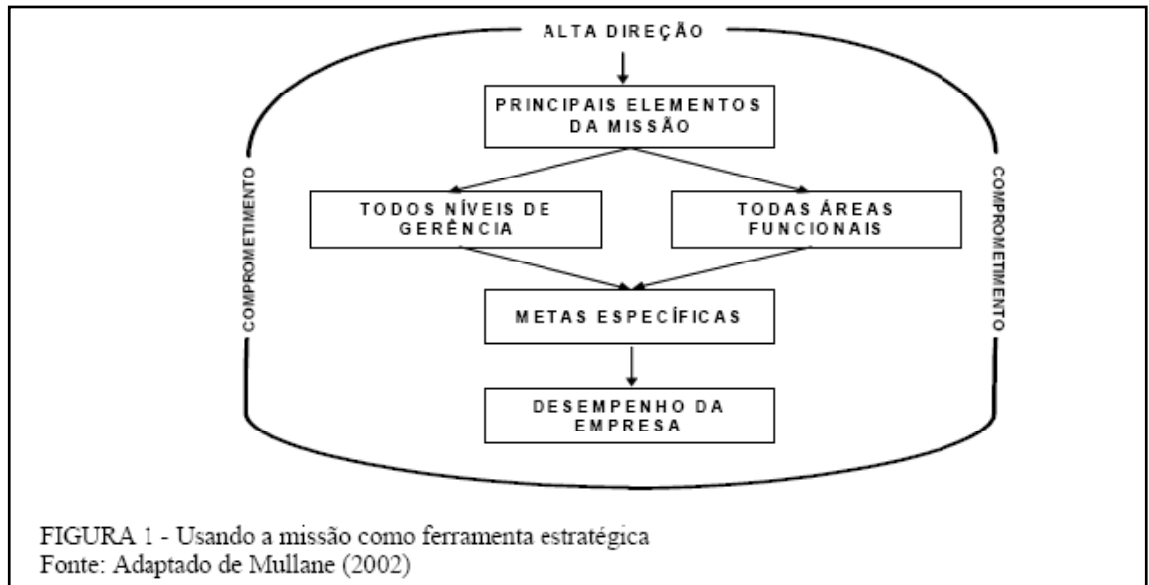 ALTA DIREÇÃO
PRINCIPAIS ELEMENTOS
DA MISSÃO
COMPROMETIMENTO
COMPROMETIMENTO
TODOS NÍVEIS DE
GERÊNCIA
TODAS ÁREAS
FUNCIONAIS
METAS ESPECÍFICAS
DESEMPENHO DA
EMPRESA
FIGURA 1 - Usando a missão como ferramenta estratégica
Fonte: Adaptado de Mullane (2002)